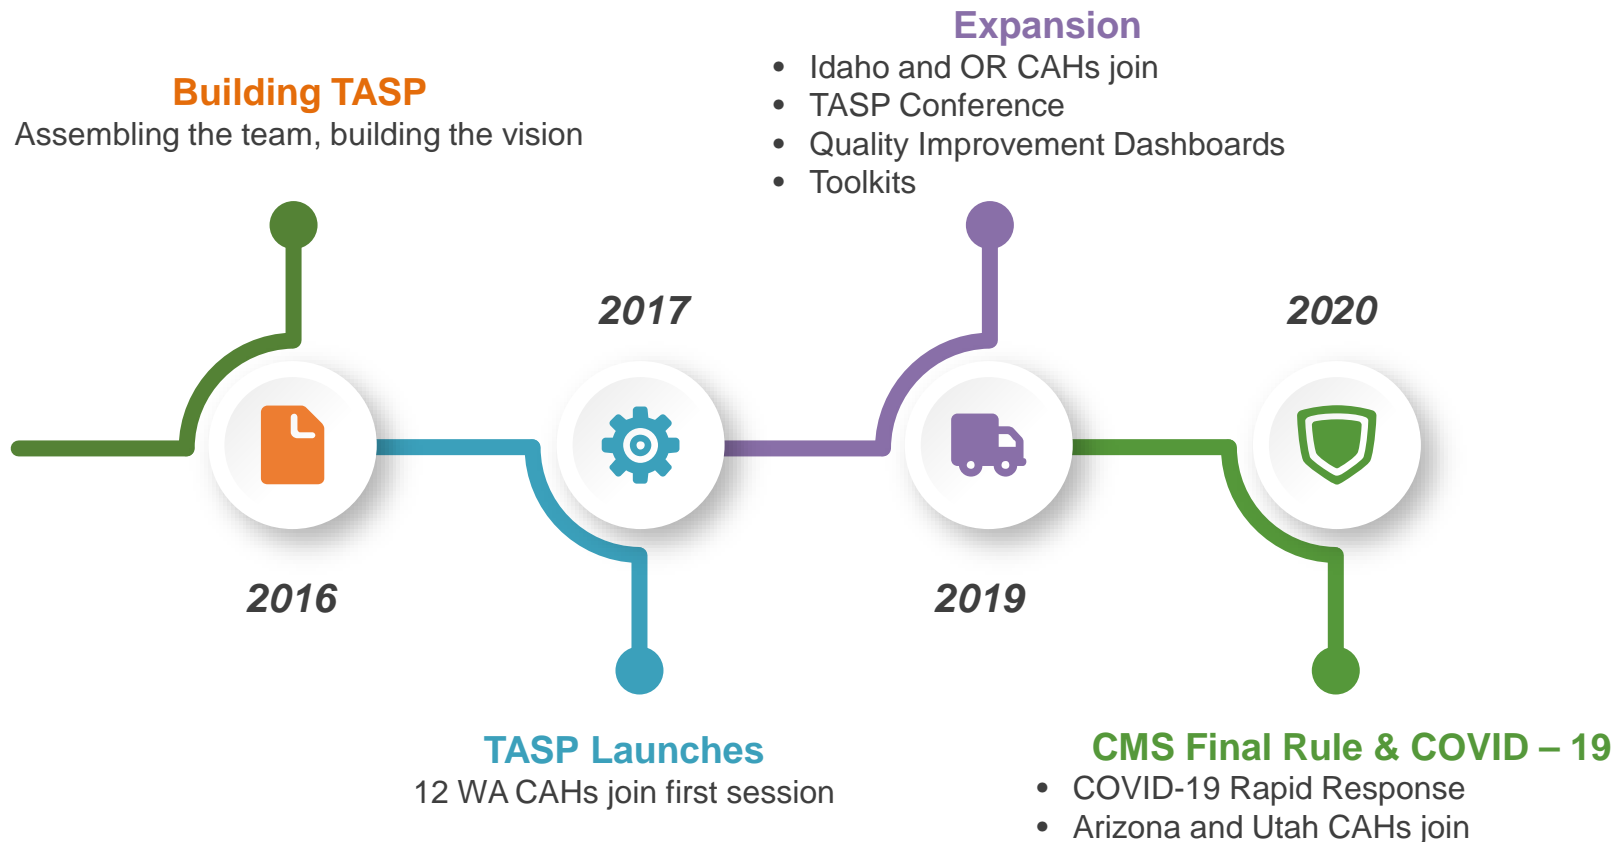 Building TASP
Assembling the team, building the vision
2016
2017
TASP Launches
12 WA CAHs join first session
Expansion
• Idaho and OR CAHs join
• TASP Conference
• Quality Improvement Dashboards
• Toolkits
2019
2020
CMS Final Rule & COVID – 19
• COVID-19 Rapid Response
• Arizona and Utah CAHs join